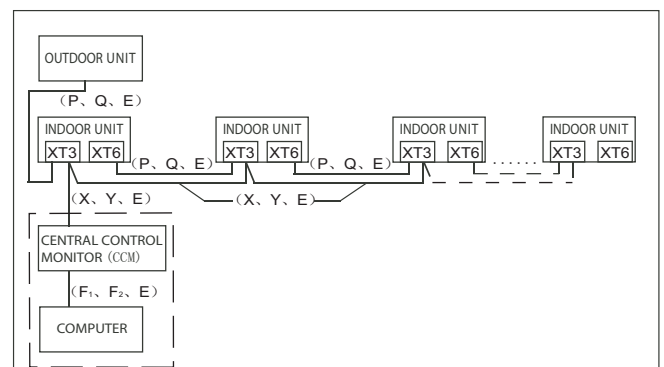 OUTDOOR UNIT
(P、Q、E)
INDOOR UNIT
XT3 XT6
INDOOR UNIT
XT3 XT6
INDOOR UNIT
XT3 XT6
......
INDOOR UNIT
XT3 XT6
(P、Q、E)
(P、Q、E)
(X、Y、E)
(X、Y、E)
CENTRAL CONTROL
MONITOR (CCM)
(F₁、F₂、E)
COMPUTER